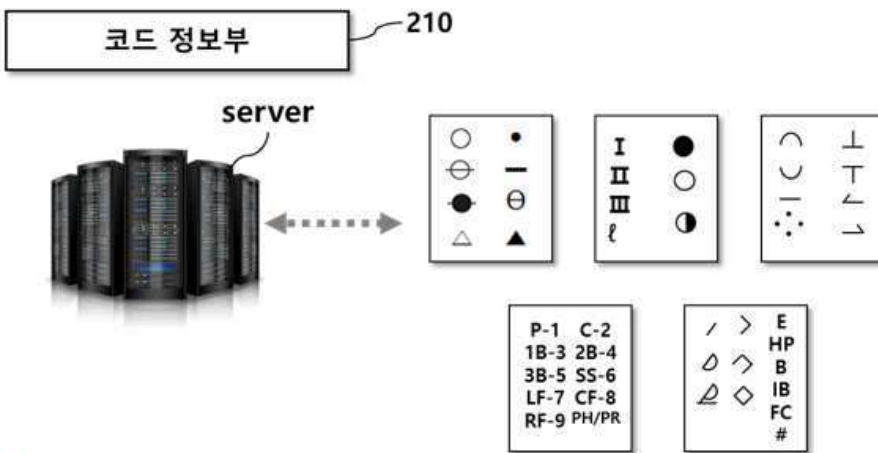 코드 정보부
210
server
I
II
III
ℓ
P-1 C-2
1B-3 2B-4
3B-5 SS-6
LF-7 CF-8
RF-9 PH/PR
E
HP
B
IB
FC
#